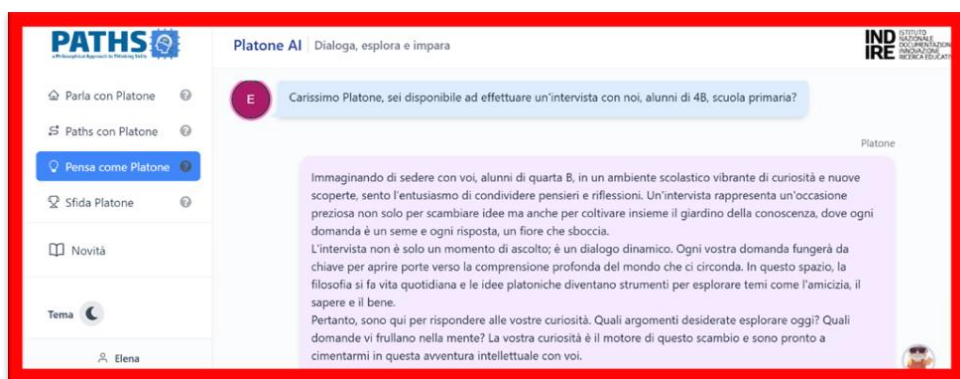 PATHS
a Philosophical Approach to Thinking Skills
Platone AI | Dialoga, esplora e impara
IND
IRE
ISTITUTO
NAZIONALE
DOCUMENTAZIONE
INNOVAZIONE
RICERCA EDUCATIVA
Parla con Platone
Paths con Platone
Pensa come Platone
Sfida Platone
Novità
Tema
Elena
E
Carissimo Platone, sei disponibile ad effettuare un'intervista con noi, alunni di 4B, scuola primaria?
Platone
Immaginando di sedere con voi, alunni di quarta B, in un ambiente scolastico vibrante di curiosità e nuove
scoperte, sento l'entusiasmo di condividere pensieri e riflessioni. Un'intervista rappresenta un'occasione
preziosa non solo per scambiare idee ma anche per coltivare insieme il giardino della conoscenza, dove ogni
domanda è un seme e ogni risposta, un fiore che sboccia.
L'intervista non è solo un momento di ascolto; è un dialogo dinamico. Ogni vostra domanda fungerà da
chiave per aprire porte verso la comprensione profonda del mondo che ci circonda. In questo spazio, la
filosofia si fa vita quotidiana e le idee platoniche diventano strumenti per esplorare temi come l'amicizia, il
sapere e il bene.
Pertanto, sono qui per rispondere alle vostre curiosità. Quali argomenti desiderate esplorare oggi? Quali
domande vi frullano nella mente? La vostra curiosità è il motore di questo scambio e sono pronto a
cimentarmi in questa avventura intellettuale con voi.